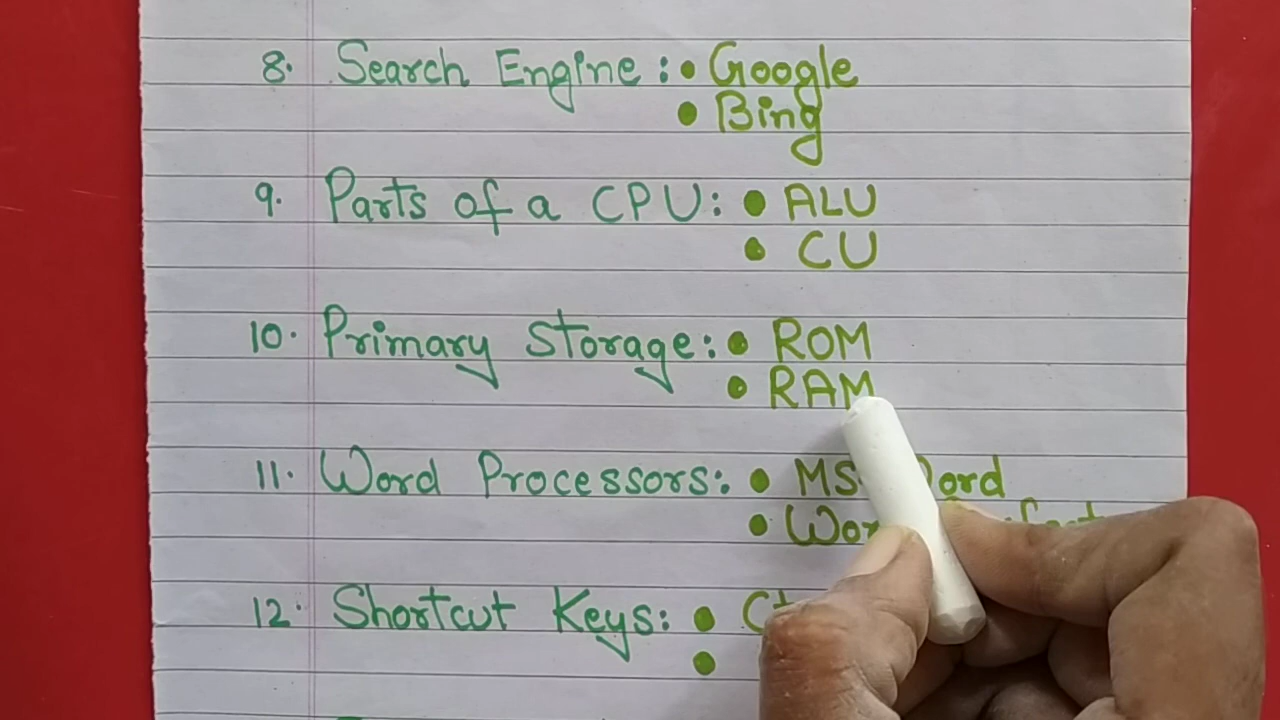 8. Search Engine : • Google
• Bing
9. Parts of a CPU: • ALU
• CU
10. Primary Storage: • ROM
• RAM
11. Word Processors: • MS
12. Shortcut Keys: •
•